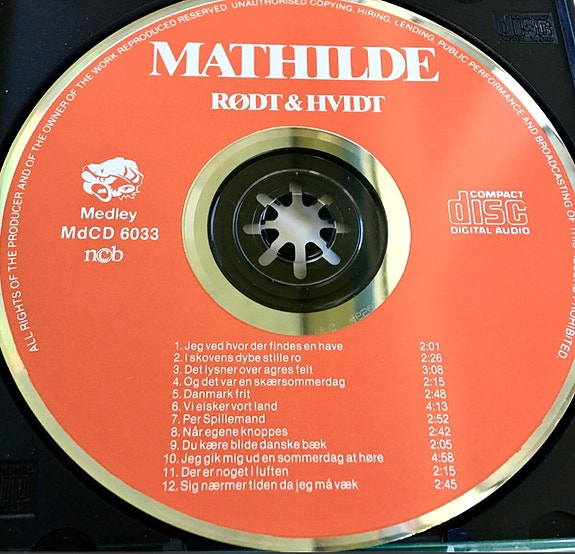 ALL RIGHTS OF THE PRODUCER AND OF THE OWNER OF THE WORK REPRODUCED RESERVED. UNAUTHORISED COPYING, HIRING, LENDING, PUBLIC PERFORMANCE AND BROADCASTING PROHIBITED.
MATHILDE
RØDT & HVIDT
Medley
MdCD 6033
ncb
COMPACT
disc
DIGITAL AUDIO
1. Jeg ved hvor der findes en have 2:01
2. I skovens dybe stille ro 2:26
3. Det lysner over agres felt 3:08
4. Og det var en skærsommerdag 2:15
5. Danmark frit 2:48
6. Vi elsker vort land 4:13
7. Per Spillemand 2:52
8. Når egene knoppes 2:42
9. Du kære blide danske bæk 2:05
10. Jeg gik mig ud en sommerdag at høre 4:58
11. Der er noget i luften 2:15
12. Sig nærmer tiden da jeg må væk 2:45